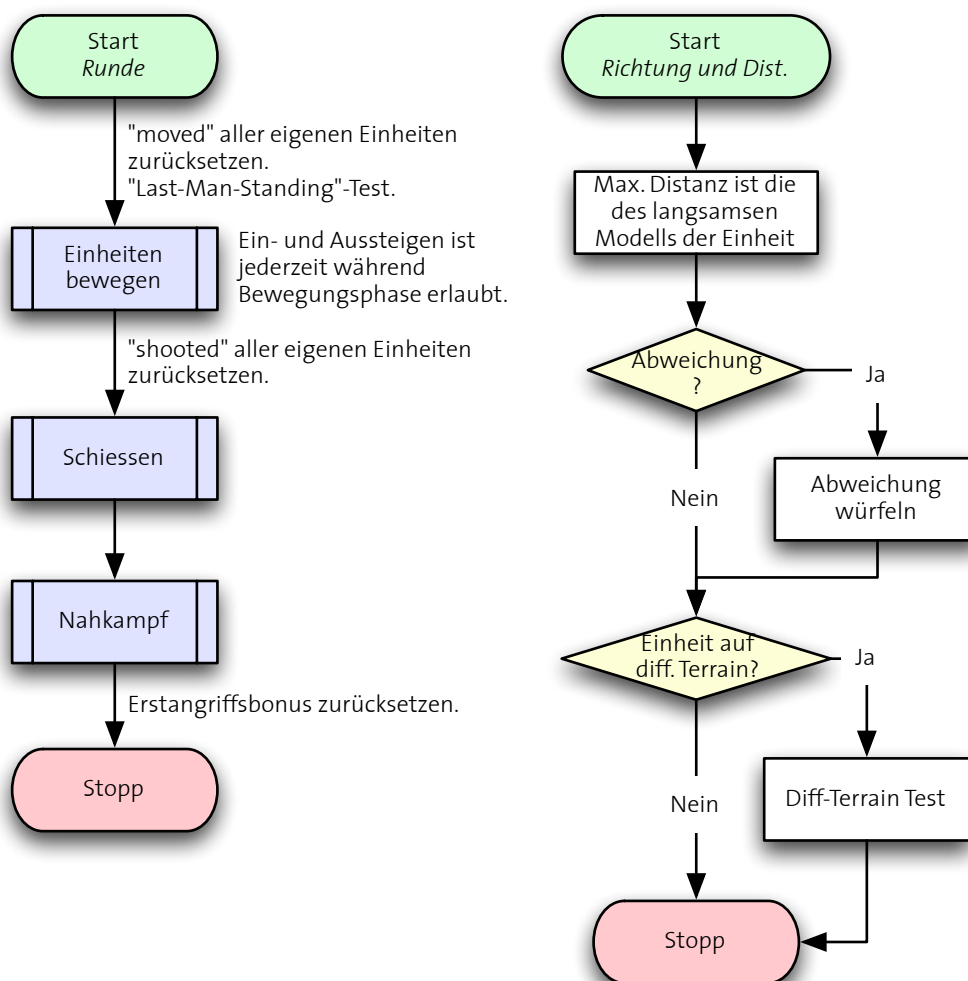 Start
Runde
"moved" aller eigenen Einheiten
zurücksetzen.
"Last-Man-Standing"-Test.
Einheiten
bewegen
Ein- und Aussteigen ist
jederzeit während
Bewegungsphase erlaubt.
"shooted" aller eigenen Einheiten
zurücksetzen.
Schiessen
Nahkampf
Erstangriffsbonus zurücksetzen.
Stopp
Start
Richtung und Dist.
Max. Distanz ist die
des langsamsen
Modells der Einheit
Abweichung
?
Ja
Nein
Abweichung
würfeln
Einheit auf
diff. Terrain?
Ja
Nein
Diff-Terrain Test
Stopp